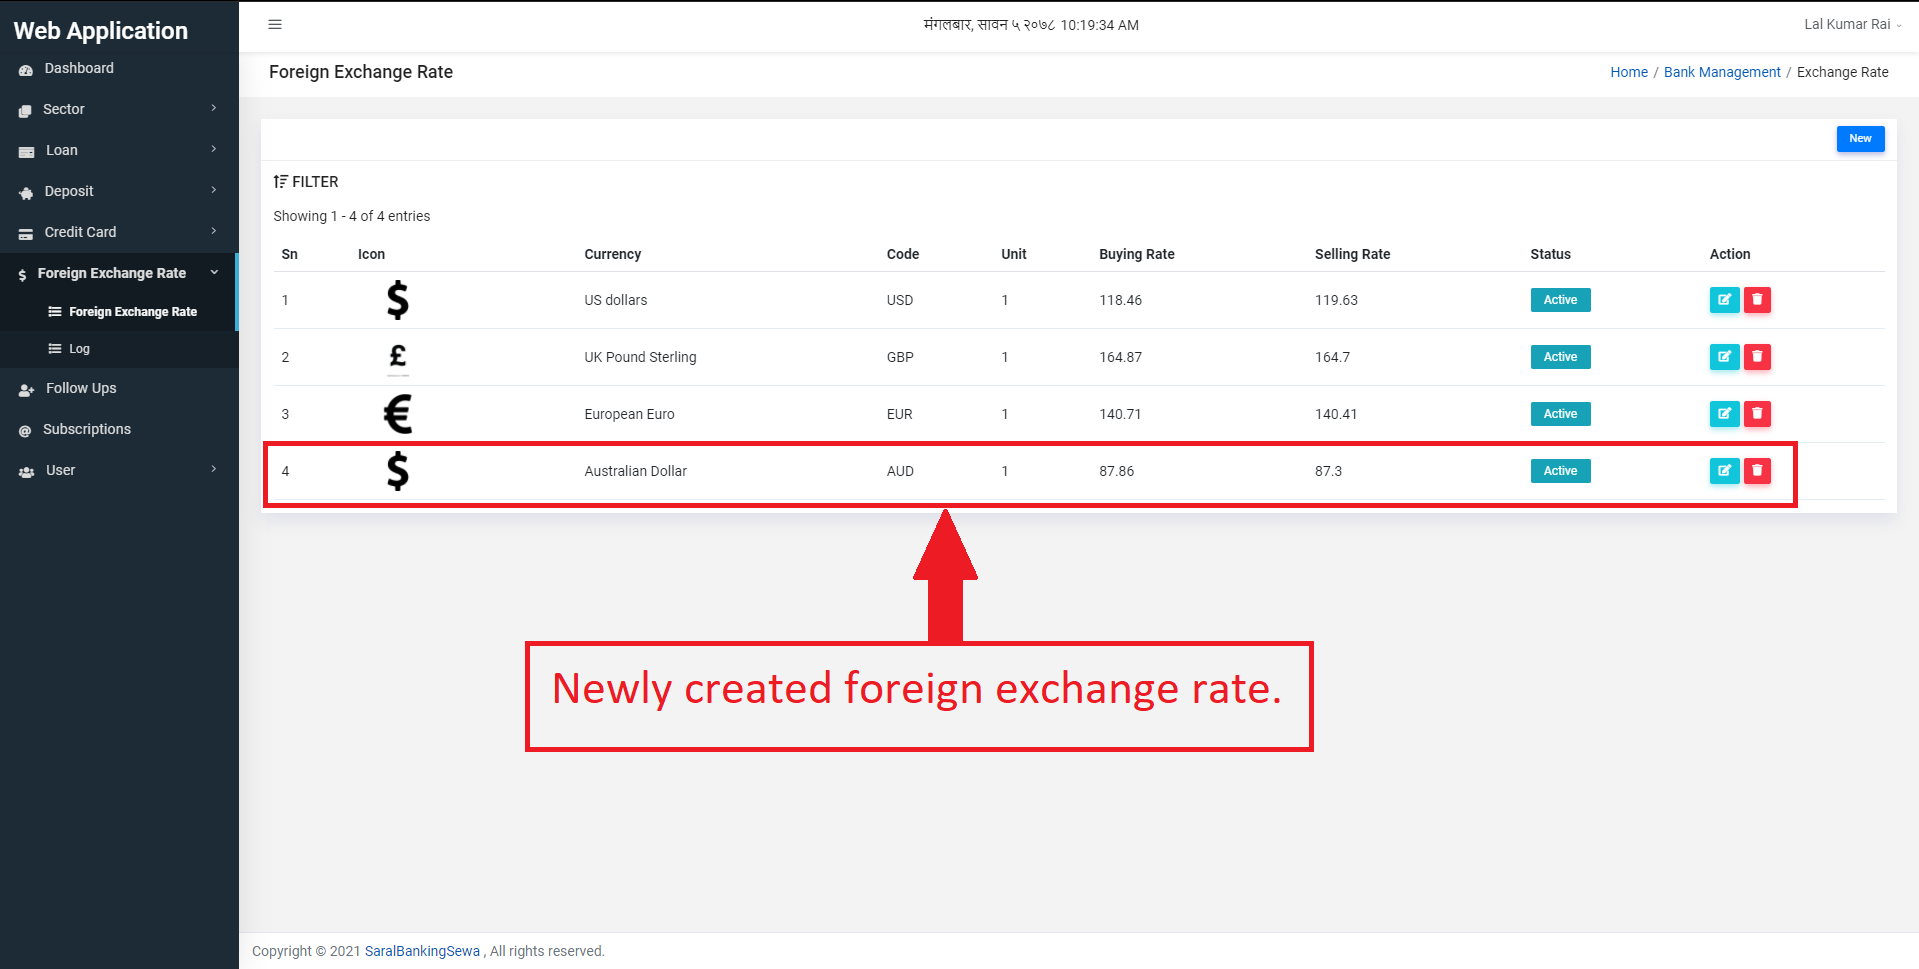 Web Application
मंगलबार, सावन ५ २०७८ 10:19:34 AM
Lal Kumar Rai
Dashboard
Sector
Loan
Deposit
Credit Card
Foreign Exchange Rate
Foreign Exchange Rate
Log
Follow Ups
Subscriptions
User
Foreign Exchange Rate
Home / Bank Management / Exchange Rate
New
FILTER
Showing 1 - 4 of 4 entries
Sn Icon Currency Code Unit Buying Rate Selling Rate Status Action
1 $ US dollars USD 1 118.46 119.63 Active
2 £ UK Pound Sterling GBP 1 164.87 164.7 Active
3 € European Euro EUR 1 140.71 140.41 Active
4 $ Australian Dollar AUD 1 87.86 87.3 Active
Newly created foreign exchange rate.
Copyright © 2021 SaralBankingSewa , All rights reserved.